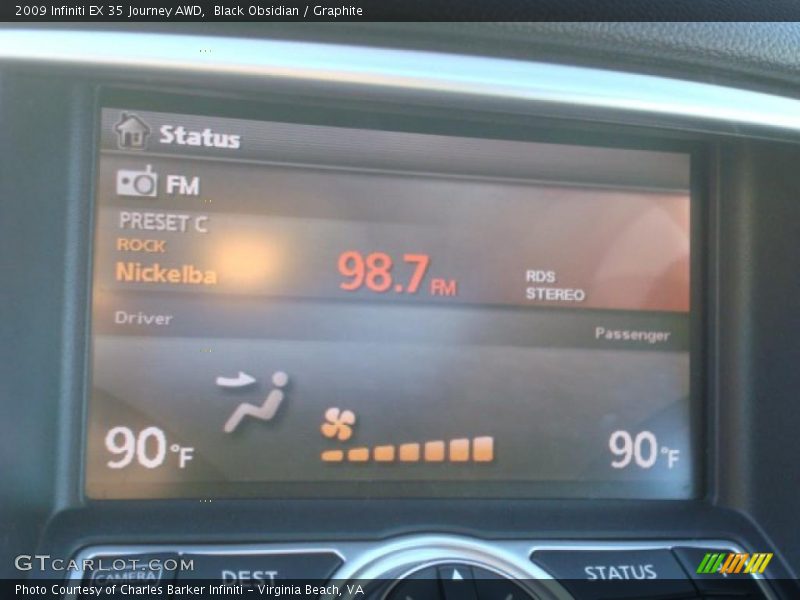 2009 Infiniti EX 35 Journey AWD, Black Obsidian / Graphite
Status
FM
PRESET C
ROCK
Nickelba
98.7 FM
RDS
STEREO
Driver
Passenger
90 °F
90 °F
CAMERA
DEST
STATUS
GTCARLOT.COM
Photo Courtesy of Charles Barker Infiniti - Virginia Beach, VA